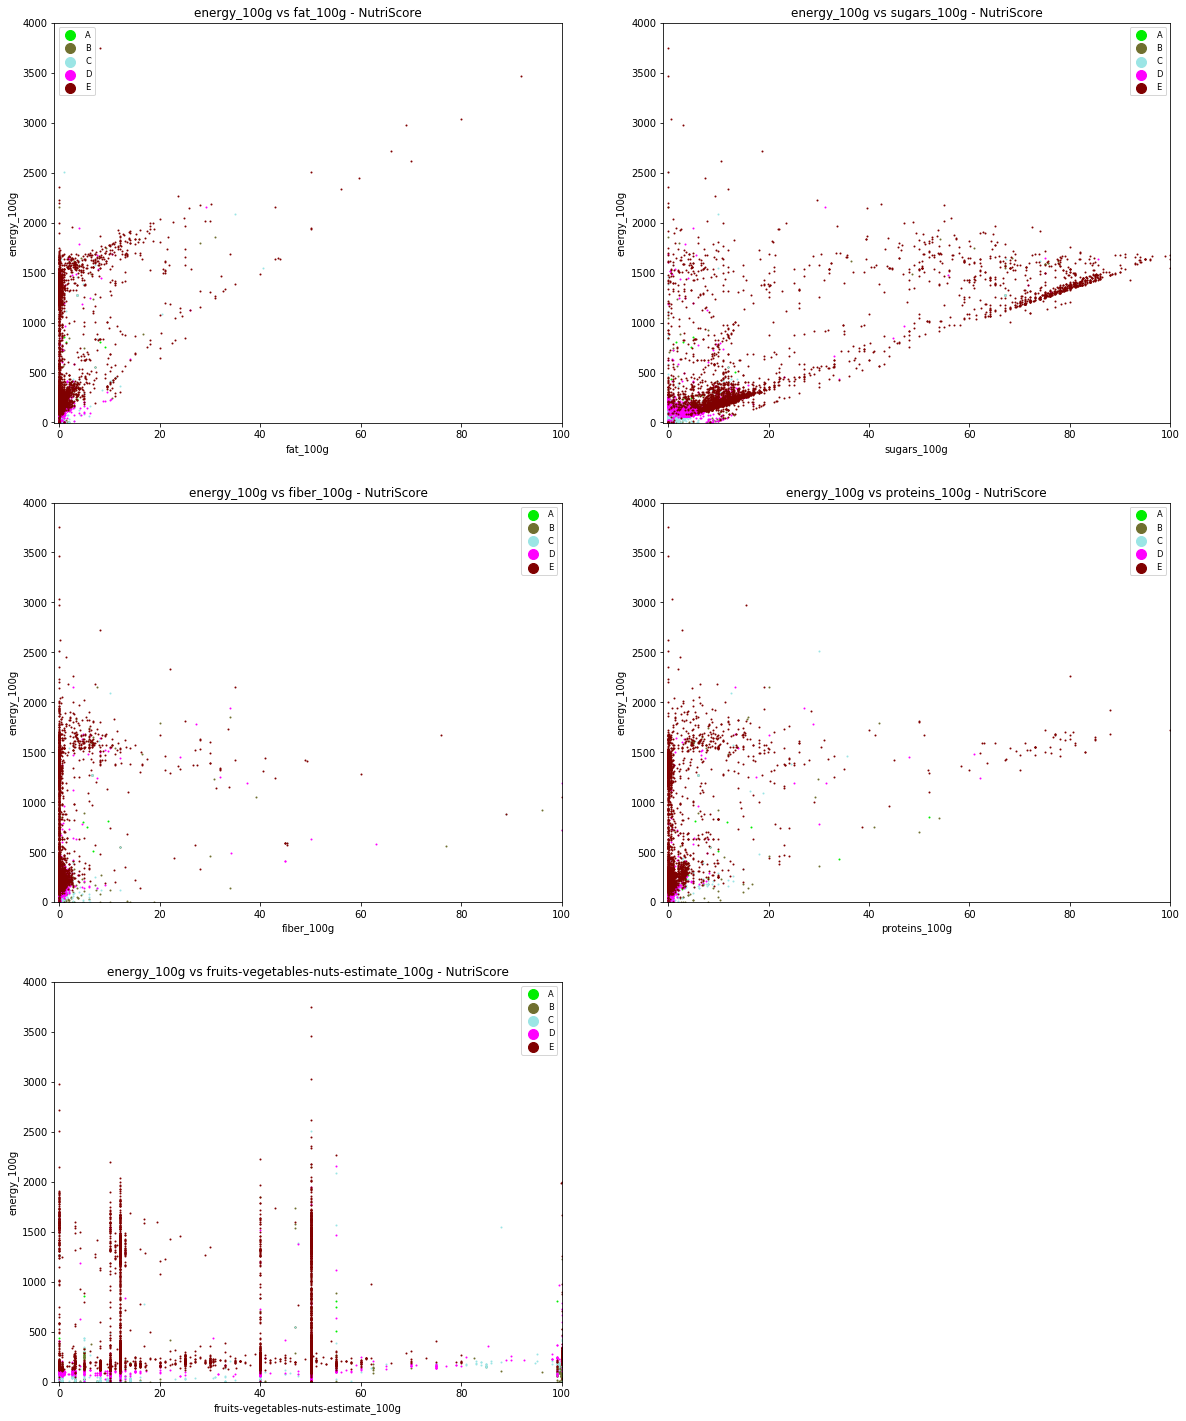 energy_100g vs fat_100g - NutriScore
4000
3500
3000
2500
2000
1500
1000
500
0
energy_100g
A
B
C
D
E
0 20 40 60 80 100
fat_100g
energy_100g vs sugars_100g - NutriScore
4000
3500
3000
2500
2000
1500
1000
500
0
energy_100g
A
B
C
D
E
0 20 40 60 80 100
sugars_100g
energy_100g vs fiber_100g - NutriScore
4000
3500
3000
2500
2000
1500
1000
500
0
energy_100g
A
B
C
D
E
0 20 40 60 80 100
fiber_100g
energy_100g vs proteins_100g - NutriScore
4000
3500
3000
2500
2000
1500
1000
500
0
energy_100g
A
B
C
D
E
0 20 40 60 80 100
proteins_100g
energy_100g vs fruits-vegetables-nuts-estimate_100g - NutriScore
4000
3500
3000
2500
2000
1500
1000
500
0
energy_100g
A
B
C
D
E
0 20 40 60 80 100
fruits-vegetables-nuts-estimate_100g